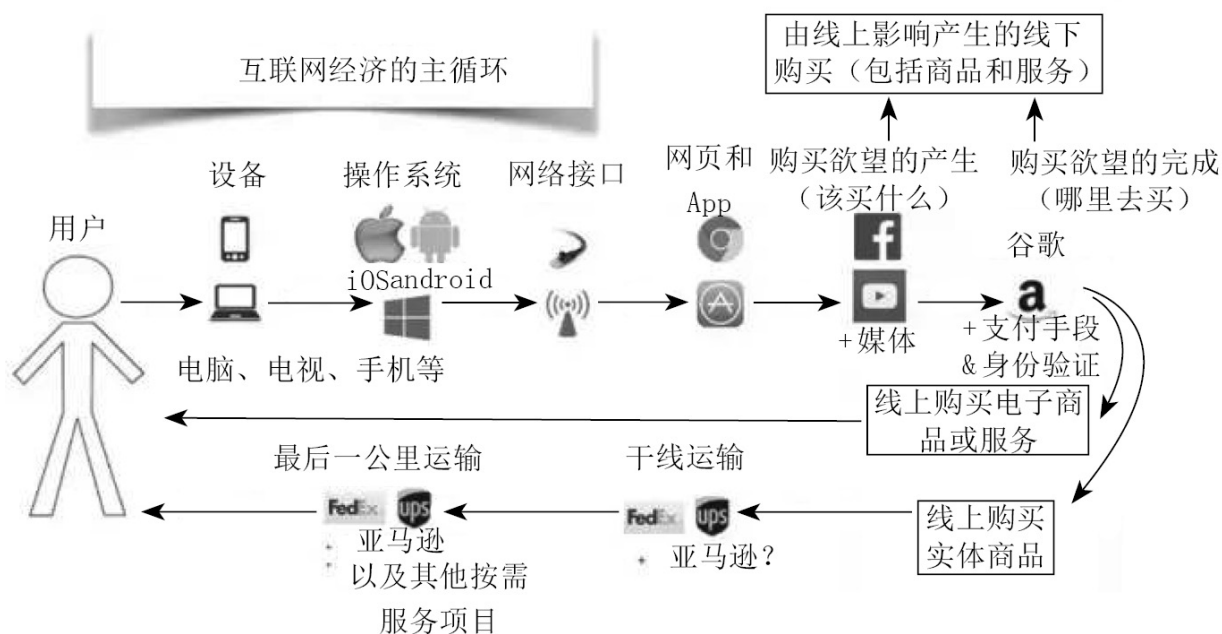 互联网经济的主循环
由线上影响产生的线下
购买（包括商品和服务）
用户
设备
操作系统
网络接口
网页和
App
购买欲望的产生
（该买什么）
购买欲望的完成
（哪里去买）
谷歌
iOSandroid
a
+媒体
+支付手段
&身份验证
电脑、电视、手机等
线上购买电子商
品或服务
最后一公里运输
干线运输
FedEx ups
+ 亚马逊
+ 以及其他按需
服务项目
FedEx ups
+ 亚马逊？
线上购买
实体商品